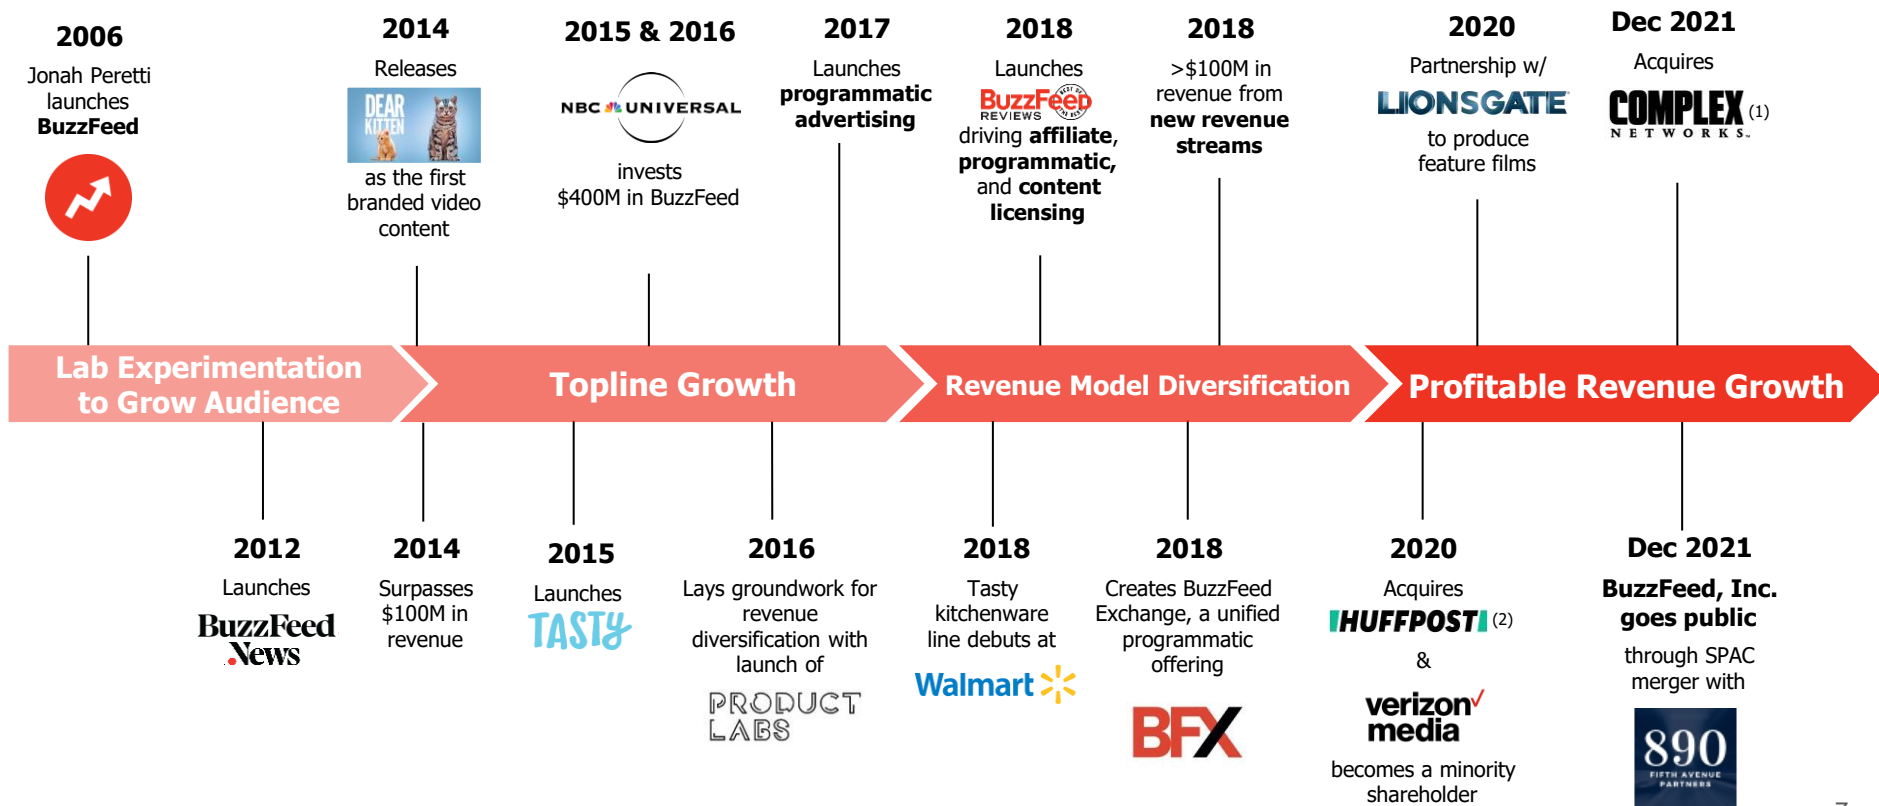 2006
Jonah Peretti
launches
BuzzFeed
2014
Releases
DEAR
KITTEN
as the first
branded video
content
2015 & 2016
NBC UNIVERSAL
invests
$400M in BuzzFeed
2017
Launches
programmatic
advertising
2018
Launches
BuzzFeed
REVIEWS
BEST OF
THE BEST
driving affiliate,
programmatic,
and content
licensing
2018
>$100M in
revenue from
new revenue
streams
2020
Partnership w/
LIONSGATE
to produce
feature films
Dec 2021
Acquires
COMPLEX (1)
NETWORKS
Lab Experimentation
to Grow Audience
Topline Growth
Revenue Model Diversification
Profitable Revenue Growth
2012
Launches
BuzzFeed
News
2014
Surpasses
$100M in
revenue
2015
Launches
TASTY
2016
Lays groundwork for
revenue
diversification with
launch of
PRODUCT
LABS
2018
Tasty
kitchenware
line debuts at
Walmart
2018
Creates BuzzFeed
Exchange, a unified
programmatic
offering
BFX
2020
Acquires
HUFFPOST (2)
&
verizon
media
becomes a minority
shareholder
Dec 2021
BuzzFeed, Inc.
goes public
through SPAC
merger with
890
FIFTH AVENUE
PARTNERS